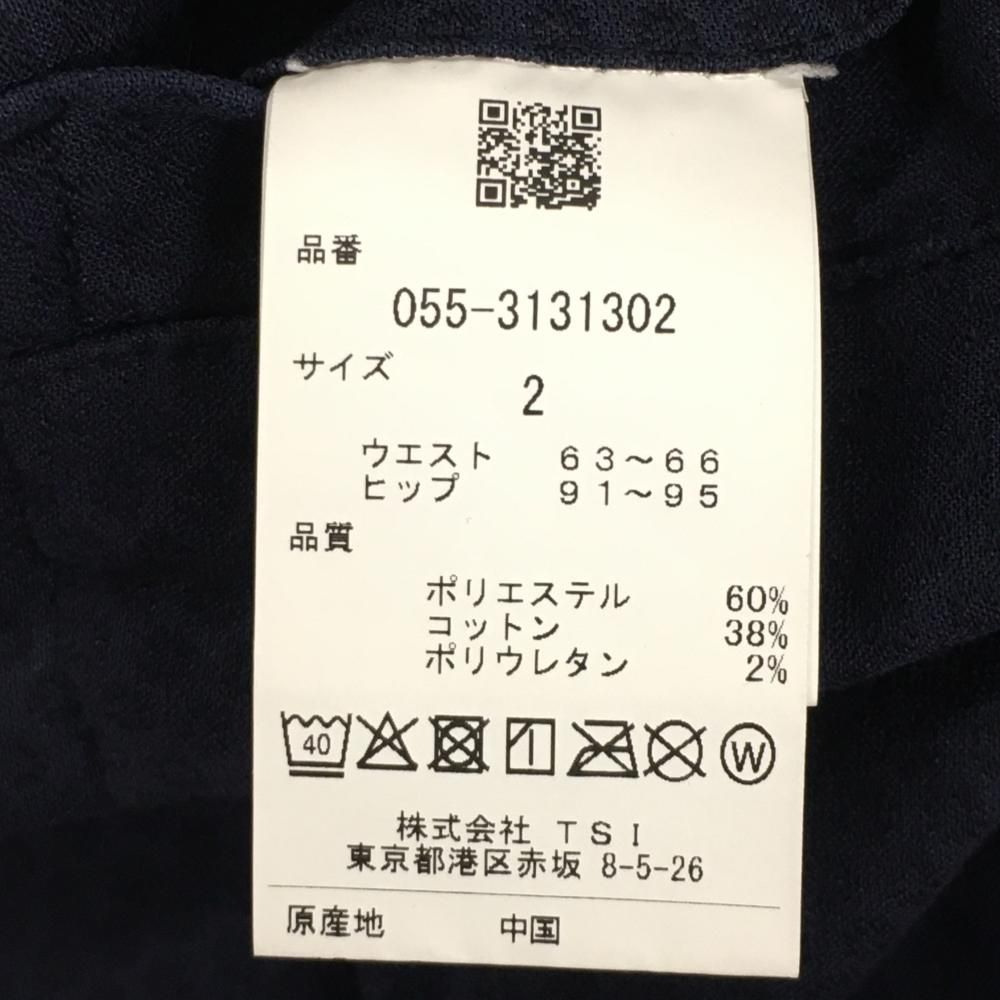 品番
055-3131302
サイズ
2
ウエスト 63~66
ヒップ 91~95
品質
ポリエステル 60%
コットン 38%
ポリウレタン 2%
40 W
株式会社 TSI
東京都港区赤坂 8-5-26
原産地 中国